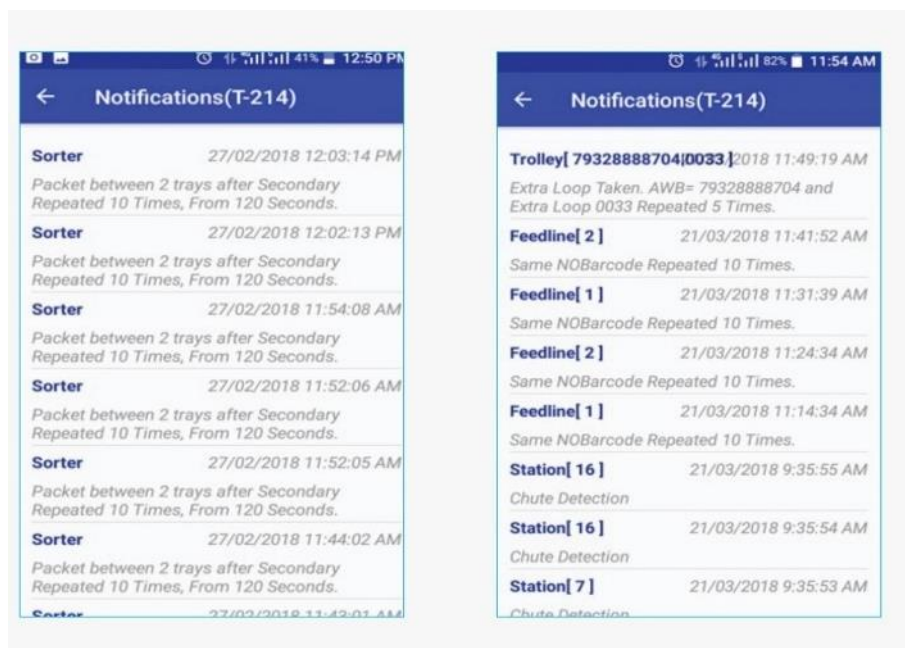 41% 12:50 PM
Notifications(T-214)
Sorter 27/02/2018 12:03:14 PM
Packet between 2 trays after Secondary
Repeated 10 Times, From 120 Seconds.
Sorter 27/02/2018 12:02:13 PM
Packet between 2 trays after Secondary
Repeated 10 Times, From 120 Seconds.
Sorter 27/02/2018 11:54:08 AM
Packet between 2 trays after Secondary
Repeated 10 Times, From 120 Seconds.
Sorter 27/02/2018 11:52:06 AM
Packet between 2 trays after Secondary
Repeated 10 Times, From 120 Seconds.
Sorter 27/02/2018 11:52:05 AM
Packet between 2 trays after Secondary
Repeated 10 Times, From 120 Seconds.
Sorter 27/02/2018 11:44:02 AM
Packet between 2 trays after Secondary
Repeated 10 Times, From 120 Seconds.
Sorter 27/02/2018 11:43:01 AM
82% 11:54 AM
Notifications(T-214)
Trolley[ 79328888704,0033 ] 2018 11:49:19 AM
Extra Loop Taken. AWB= 79328888704 and
Extra Loop 0033 Repeated 5 Times.
Feedline[ 2 ] 21/03/2018 11:41:52 AM
Same NOBarcode Repeated 10 Times.
Feedline[ 1 ] 21/03/2018 11:31:39 AM
Same NOBarcode Repeated 10 Times.
Feedline[ 2 ] 21/03/2018 11:24:34 AM
Same NOBarcode Repeated 10 Times.
Feedline[ 1 ] 21/03/2018 11:14:34 AM
Same NOBarcode Repeated 10 Times.
Station[ 16 ] 21/03/2018 9:35:55 AM
Chute Detection
Station[ 16 ] 21/03/2018 9:35:54 AM
Chute Detection
Station[ 7 ] 21/03/2018 9:35:53 AM
Chute Detection